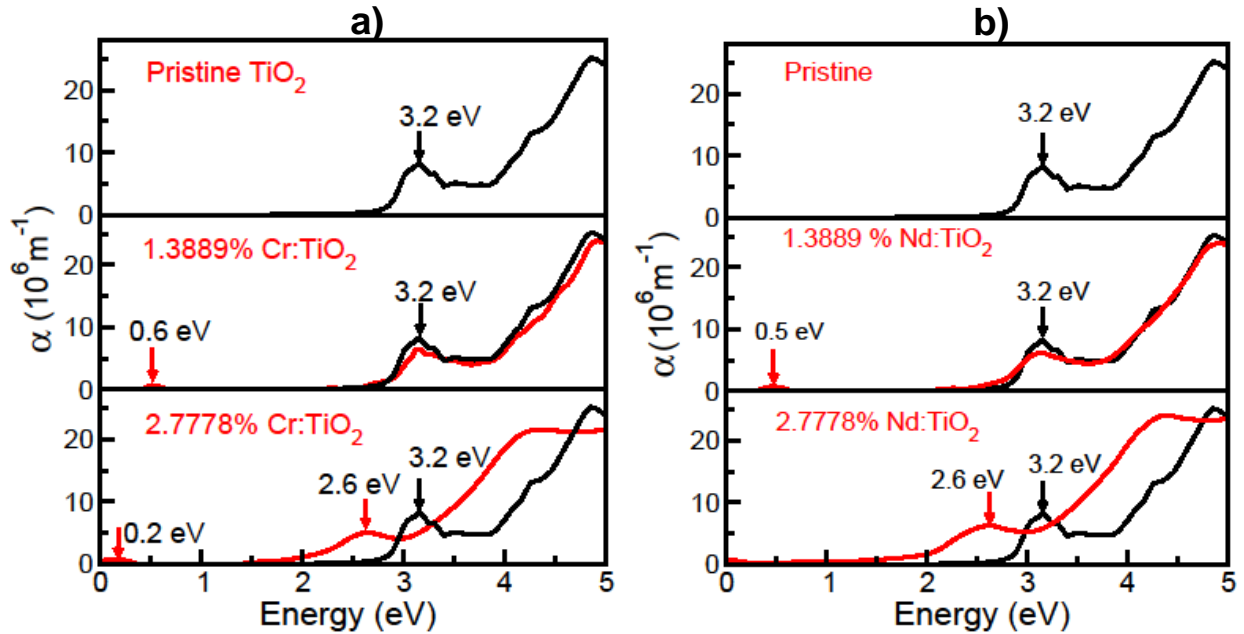 a)
Pristine TiO₂
3.2 eV
20
10
0
1.3889% Cr:TiO₂
3.2 eV
0.6 eV
20
10
0
2.7778% Cr:TiO₂
3.2 eV
2.6 eV
0.2 eV
20
10
0
0 1 2 3 4 5
Energy (eV)
α (10⁶m⁻¹)
b)
Pristine
3.2 eV
20
10
0
1.3889 % Nd:TiO₂
3.2 eV
0.5 eV
20
10
0
2.7778% Nd:TiO₂
3.2 eV
2.6 eV
20
10
0
0 1 2 3 4 5
Energy (eV)
α(10⁶m⁻¹)